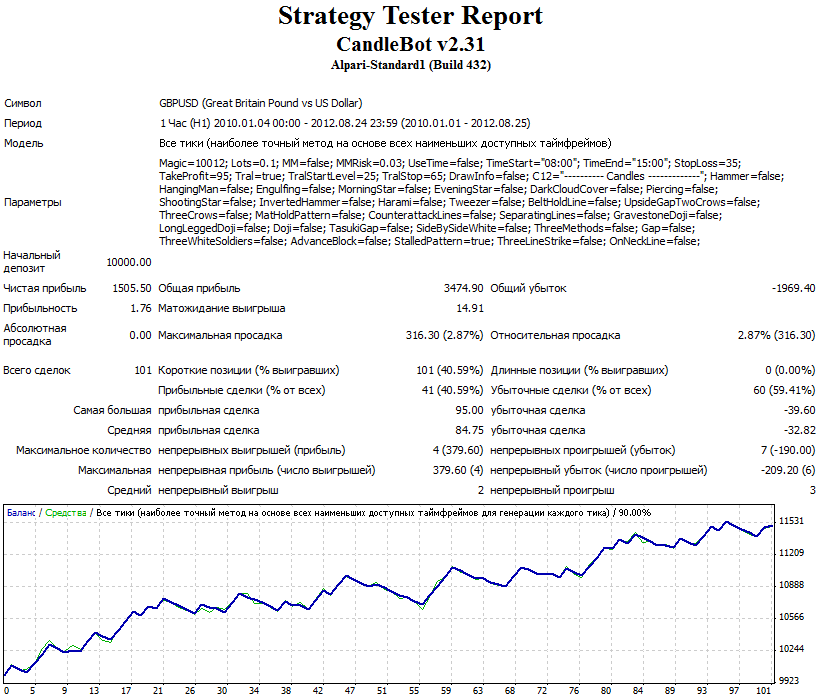 Strategy Tester Report
CandleBot v2.31
Alpari-Standard1 (Build 432)
Символ GBPUSD (Great Britain Pound vs US Dollar)
Период 1 Час (H1) 2010.01.04 00:00 - 2012.08.24 23:59 (2010.01.01 - 2012.08.25)
Модель Все тики (наиболее точный метод на основе всех наименьших доступных таймфреймов)
Параметры Magic=10012; Lots=0.1; MM=false; MMRisk=0.03; UseTime=false; TimeStart="08:00"; TimeEnd="15:00"; StopLoss=35;
TakeProfit=95; Tral=true; TralStartLevel=25; TralStop=65; DrawInfo=false; C12="---------- Candles -------------"; Hammer=false;
HangingMan=false; Engulfing=false; MorningStar=false; EveningStar=false; DarkCloudCover=false; Piercing=false;
ShootingStar=false; InvertedHammer=false; Harami=false; Tweezer=false; BeltHoldLine=false; UpsideGapTwoCrows=false;
ThreeCrows=false; MatHoldPattern=false; CounterattackLines=false; SeparatingLines=false; GravestoneDoji=false;
LongLeggedDoji=false; Doji=false; TasukiGap=false; SideBySideWhite=false; ThreeMethods=false; Gap=false;
ThreeWhiteSoldiers=false; AdvanceBlock=false; StalledPattern=true; ThreeLineStrike=false; OnNeckLine=false;
Начальный
депозит 10000.00
Чистая прибыль 1505.50 Общая прибыль 3474.90 Общий убыток -1969.40
Прибыльность 1.76 Матожидание выигрыша 14.91
Абсолютная
просадка 0.00 Максимальная просадка 316.30 (2.87%) Относительная просадка 2.87% (316.30)
Всего сделок 101 Короткие позиции (% выигравших) 101 (40.59%) Длинные позиции (% выигравших) 0 (0.00%)
Прибыльные сделки (% от всех) 41 (40.59%) Убыточные сделки (% от всех) 60 (59.41%)
Самая большая прибыльная сделка 95.00 убыточная сделка -39.60
Средняя прибыльная сделка 84.75 убыточная сделка -32.82
Максимальное количество непрерывных выигрышей (прибыль) 4 (379.60) непрерывных проигрышей (убыток) 7 (-190.00)
Максимальная непрерывная прибыль (число выигрышей) 379.60 (4) непрерывный убыток (число проигрышей) -209.20 (6)
Средний непрерывный выигрыш 2 непрерывный проигрыш 3
Баланс / Средства / Все тики (наиболее точный метод на основе всех наименьших доступных таймфреймов для генерации каждого тика) / 90.00%
11531
11209
10888
10566
10244
9923
0 5 9 13 17 21 26 30 34 38 42 47 51 55 59 63 68 72 76 80 84 89 93 97 101